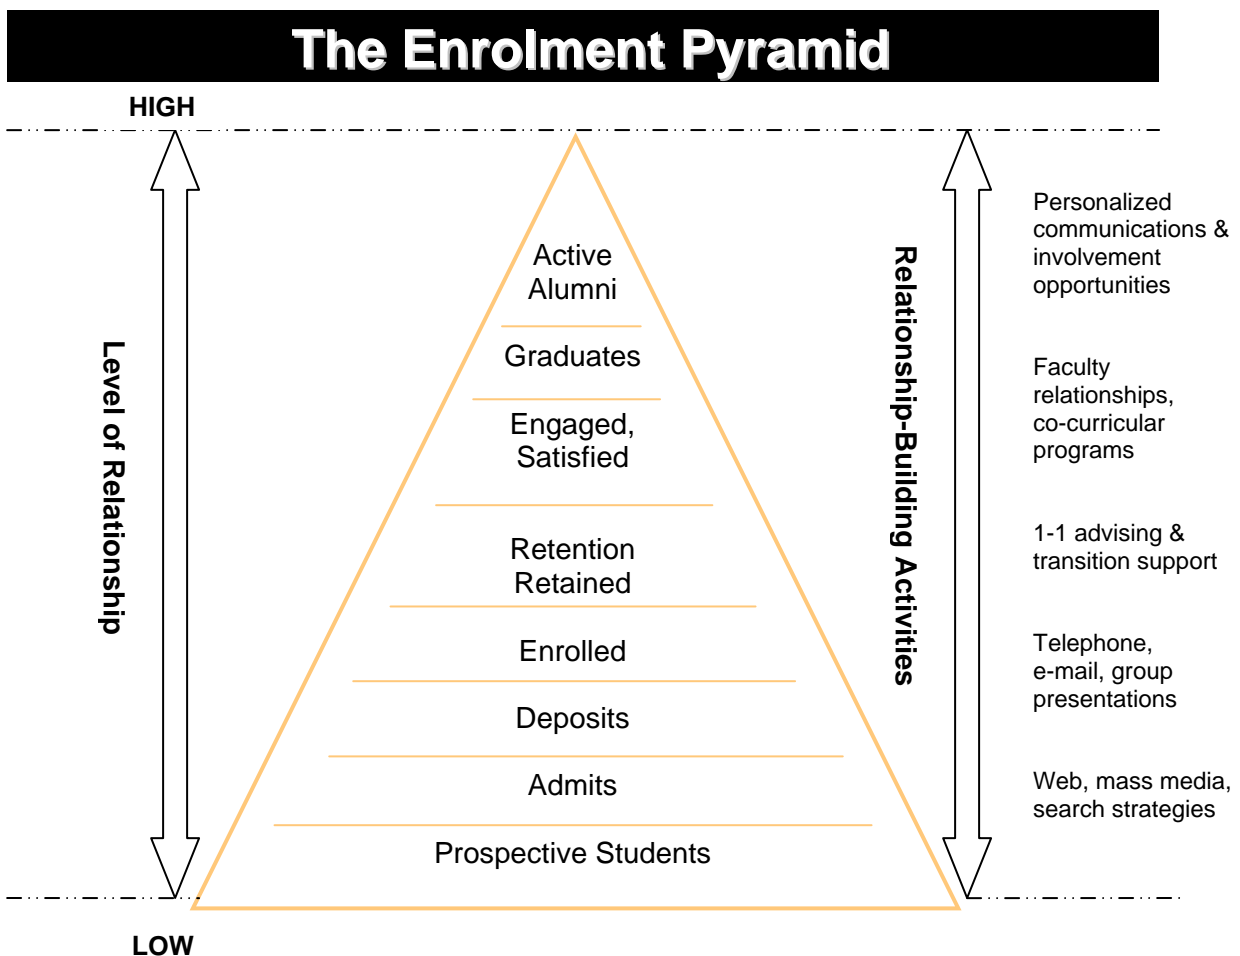 The Enrolment Pyramid
HIGH
Level of Relationship
Active
Alumni
Graduates
Engaged,
Satisfied
Retention
Retained
Enrolled
Deposits
Admits
Prospective Students
Relationship-Building Activities
Personalized
communications &
involvement
opportunities
Faculty
relationships,
co-curricular
programs
1-1 advising &
transition support
Telephone,
e-mail, group
presentations
Web, mass media,
search strategies
LOW